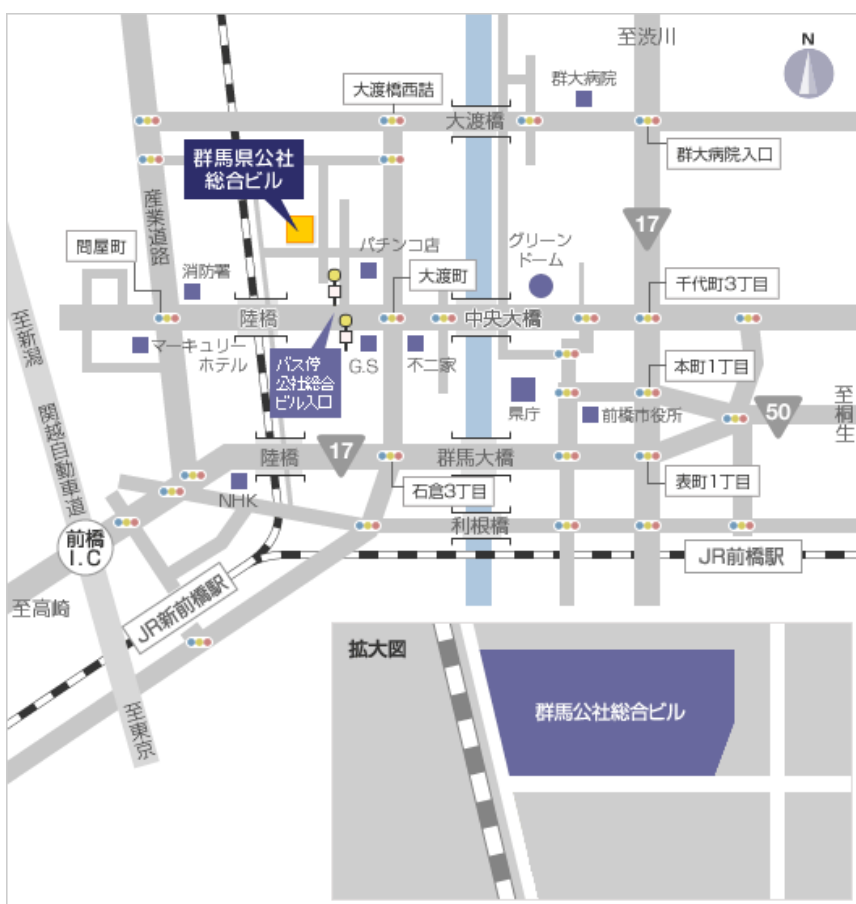 至渋川
N
群大病院
大渡橋西詰
大渡橋
群大病院入口
群馬県公社
総合ビル
産業道路
17
問屋町
消防署
パチンコ店
大渡町
グリーン
ドーム
千代町3丁目
至新潟
陸橋
中央大橋
マーキュリー
ホテル
バス停
公社総合
ビル入口
G.S
不二家
本町1丁目
県庁
前橋市役所
50
至桐生
関越自動車道
陸橋
17
群馬大橋
NHK
石倉3丁目
表町1丁目
利根橋
前橋
I.C
JR前橋駅
至高崎
JR新前橋駅
至東京
拡大図
群馬公社総合ビル